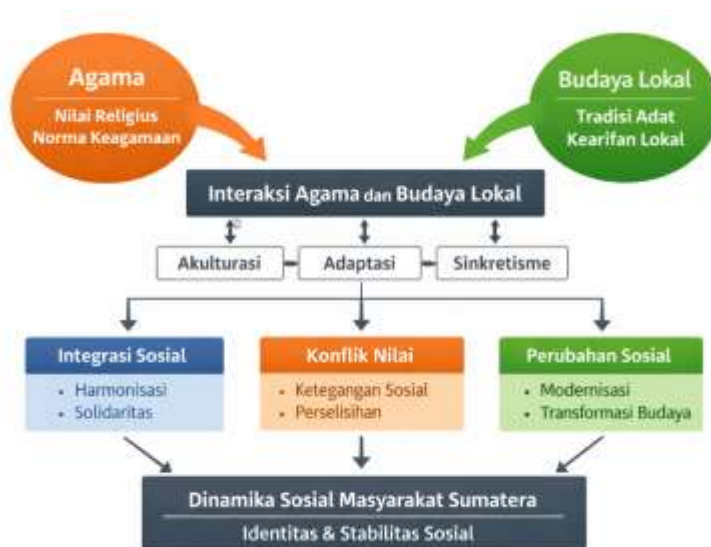 Agama
Nilai Religius
Norma Keagamaan
Budaya Lokal
Tradisi Adat
Kearifan Lokal
Interaksi Agama dan Budaya Lokal
Akulturasi
Adaptasi
Sinkretisme
Integrasi Sosial
• Harmonisasi
• Solidaritas
Konflik Nilai
• Ketegangan Sosial
• Perselisihan
Perubahan Sosial
• Modernisasi
• Transformasi Budaya
Dinamika Sosial Masyarakat Sumatera
Identitas & Stabilitas Sosial